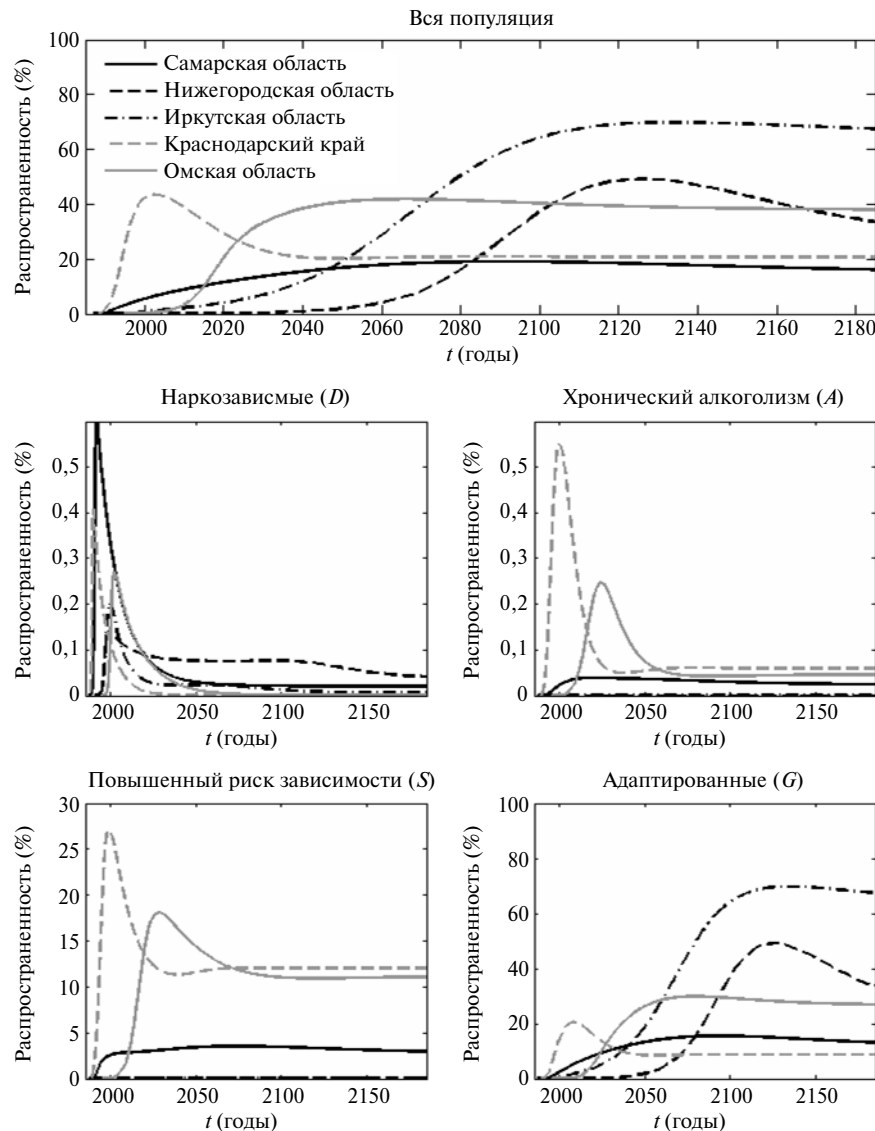 Вся популяция
100
80
60
40
20
0
Распространенность (%)
Самарская область
Нижегородская область
Иркутская область
Краснодарский край
Омская область
2000 2020 2040 2060 2080 2100 2120 2140 2160 2180
t (годы)
Наркозависмые (D)
0,5
0,4
0,3
0,2
0,1
0
Распространенность (%)
2000 2050 2100 2150
t (годы)
Хронический алкоголизм (A)
0,5
0,4
0,3
0,2
0,1
0
Распространенность (%)
2000 2050 2100 2150
t (годы)
Повышенный риск зависимости (S)
30
25
20
15
10
5
0
Распространенность (%)
2000 2050 2100 2150
t (годы)
Адаптированные (G)
100
80
60
40
20
0
Распространенность (%)
2000 2050 2100 2150
t (годы)